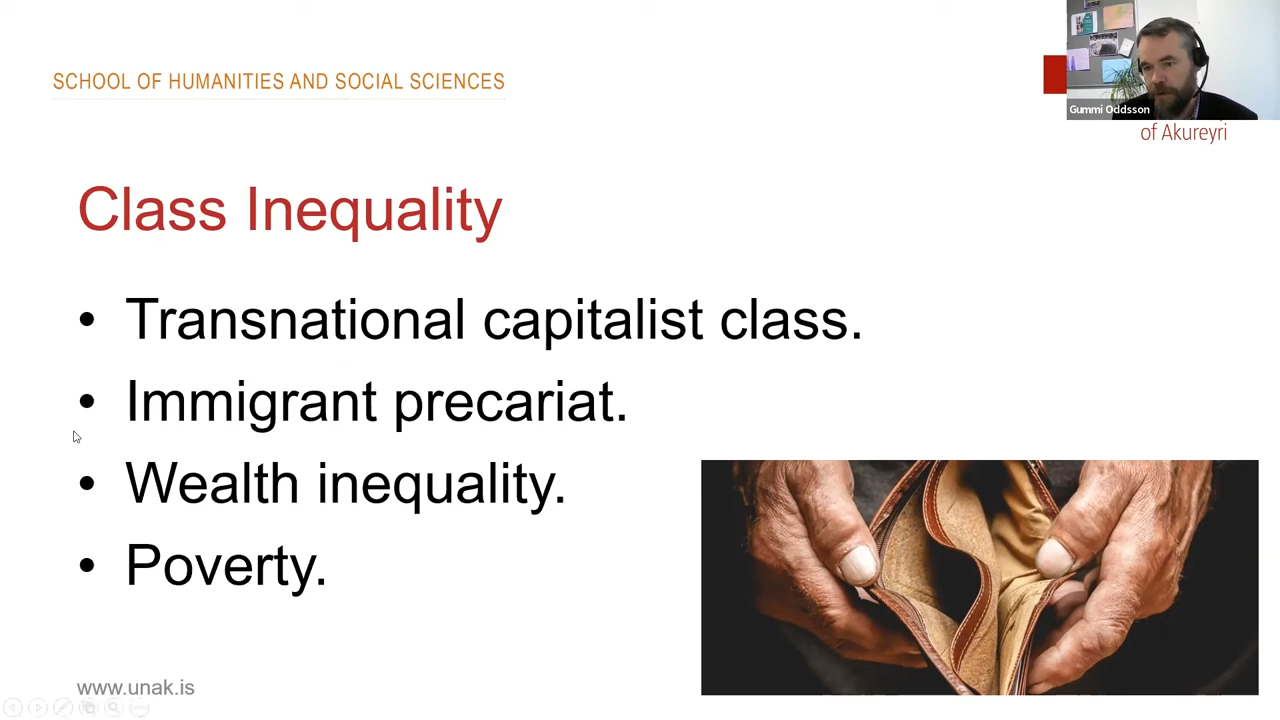 SCHOOL OF HUMANITIES AND SOCIAL SCIENCES
Gummi Oddsson
of Akureyri
Class Inequality
• Transnational capitalist class.
• Immigrant precariat.
• Wealth inequality.
• Poverty.
www.unak.is